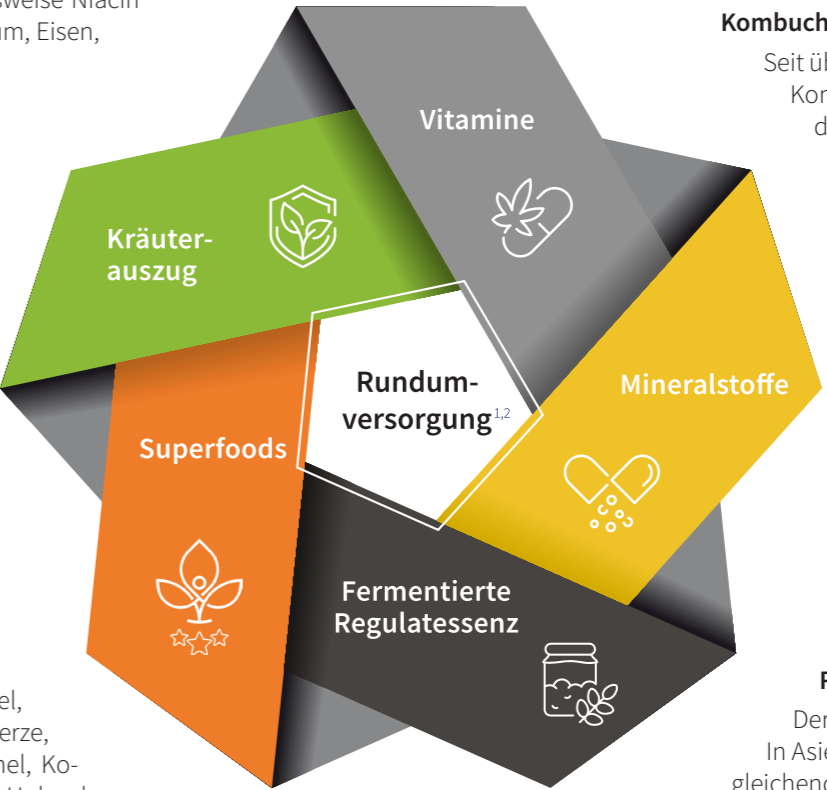 um, Eisen,
Kombuch
Seit üb
Kor
d
Vitamine
Kräuter-
auszug
Rundum-
versorgung1,2
Mineralstoffe
Superfoods
Fermentierte
Regulatessenz
el,
erze,
nel, Ko-
Der
In Asie
gleichend